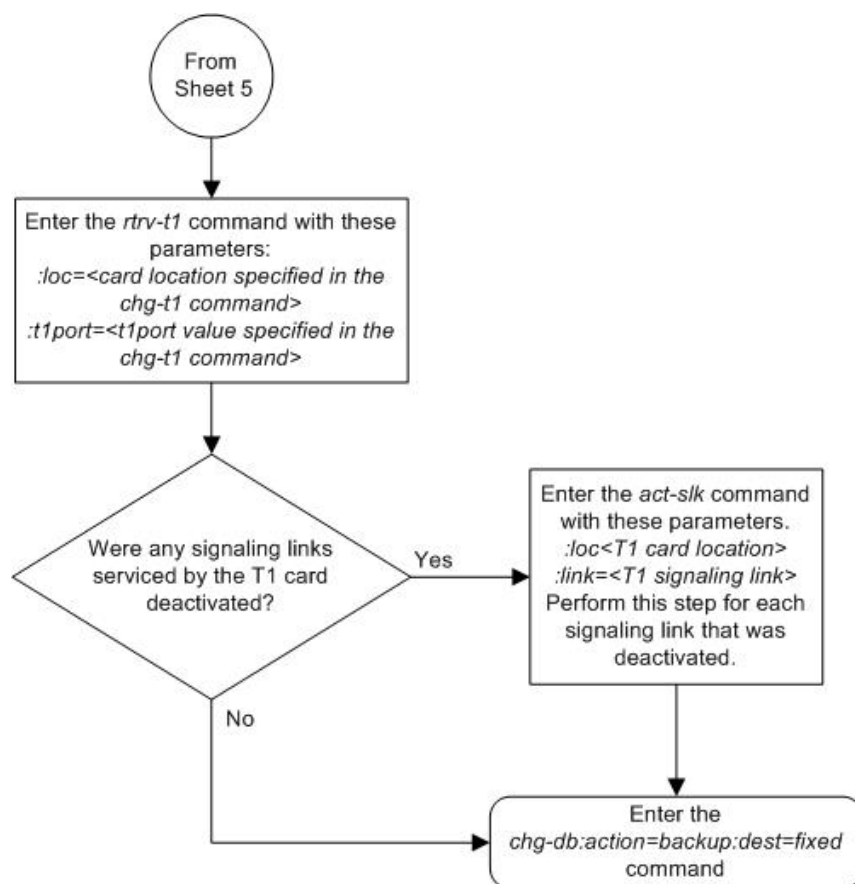 From
Sheet 5
Enter the rtrv-t1 command with these
parameters:
:loc=<card location specified in the
chg-t1 command>
:t1port=<t1port value specified in the
chg-t1 command>
Were any signaling links
serviced by the T1 card
deactivated?
Yes
Enter the act-slk command
with these parameters.
:loc<T1 card location>
:link=<T1 signaling link>
Perform this step for each
signaling link that was
deactivated.
No
Enter the
chg-db:action=backup:dest=fixed
command